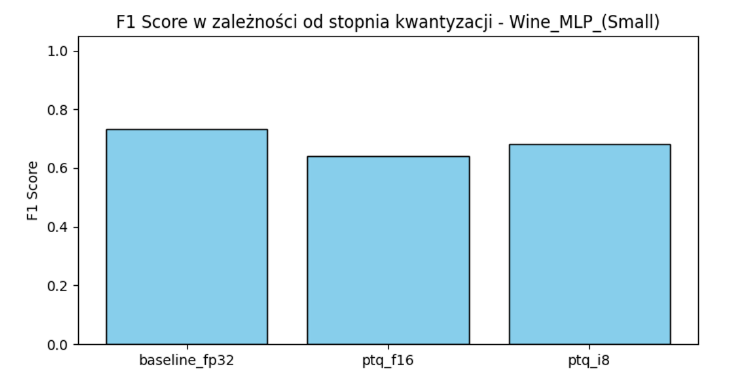 F1 Score w zależności od stopnia kwantyzacji - Wine_MLP_(Small)
1.0
0.8
0.6
0.4
0.2
0.0
F1 Score
baseline_fp32
ptq_f16
ptq_i8